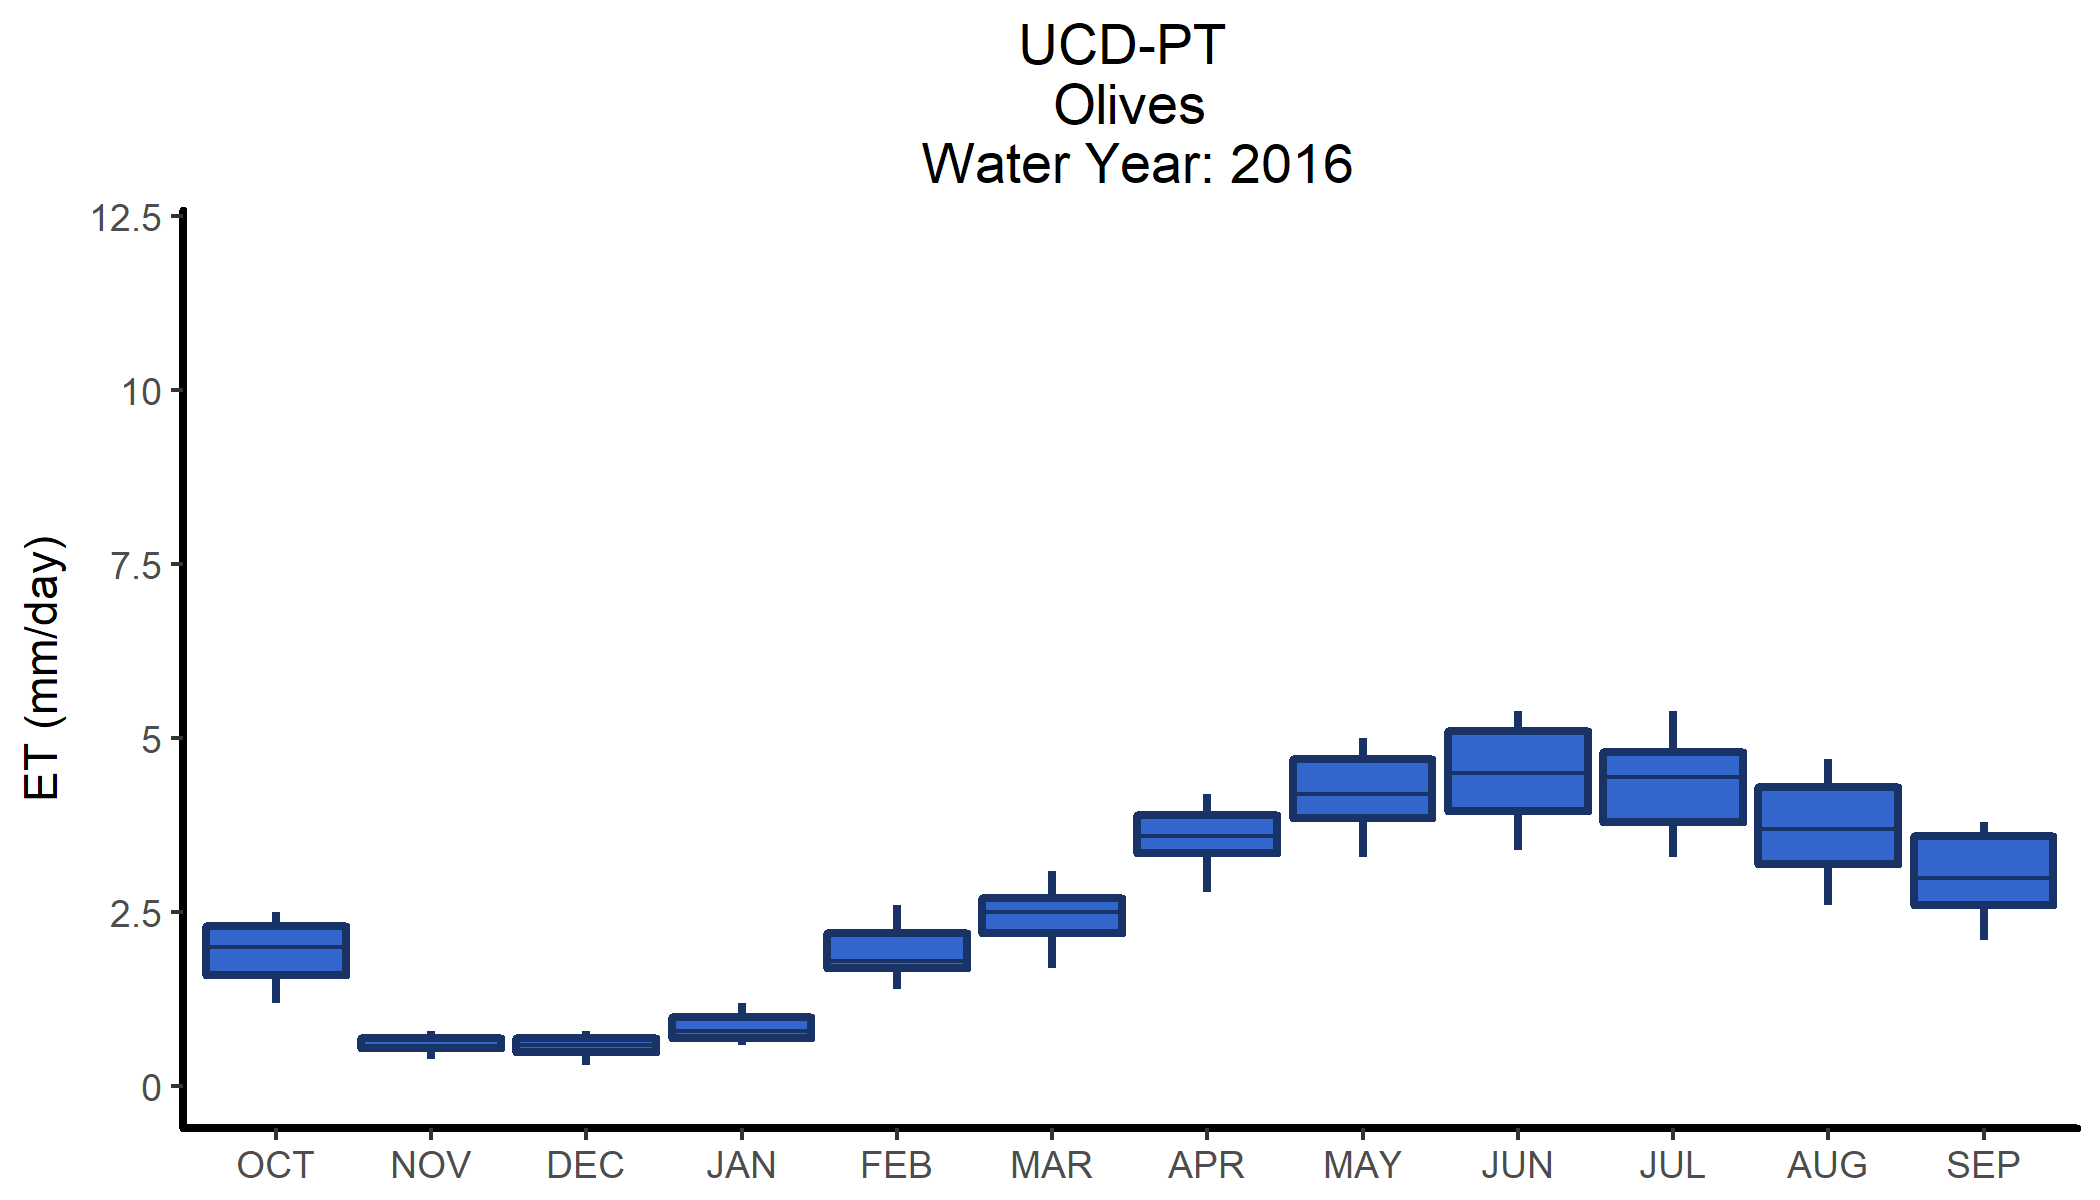 UCD-PT
Olives
Water Year: 2016
ET (mm/day)
12.5
10
7.5
5
2.5
0
OCT NOV DEC JAN FEB MAR APR MAY JUN JUL AUG SEP